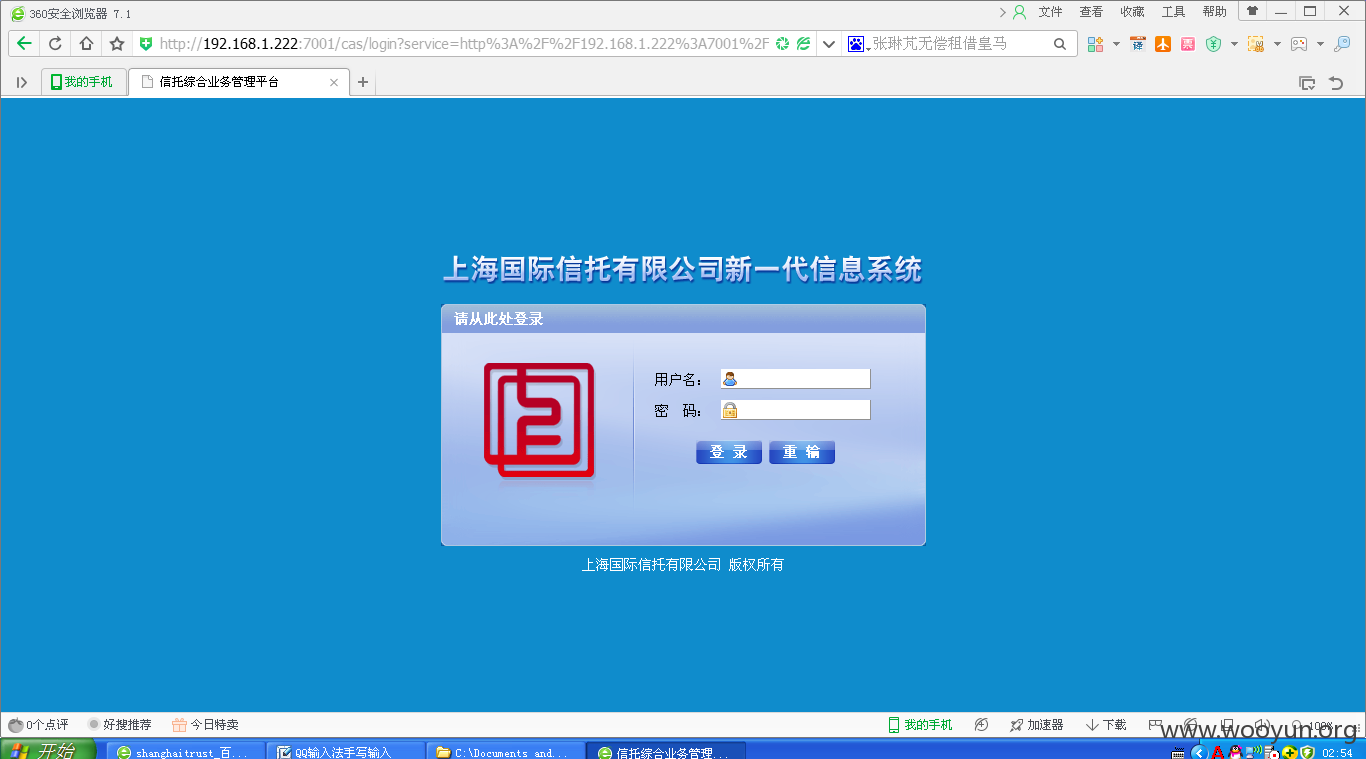 360安全浏览器 7.1
文件 查看 收藏 工具 帮助
http://192.168.1.222:7001/cas/login?service=http%3A%2F%2F192.168.1.222%3A7001%2F
张琳芃无偿租借皇马
我的手机 信托综合业务管理平台
上海国际信托有限公司新一代信息系统
请从此处登录
用户名：
密 码：
登 录 重 输
上海国际信托有限公司 版权所有
0个点评 好搜推荐 今日特卖 我的手机 加速器 下载 100%
www.wooyun.org
开始 shanghaitrust_百... QQ输入法手写输入 C:\Documents and... 信托综合业务管理... 02:54